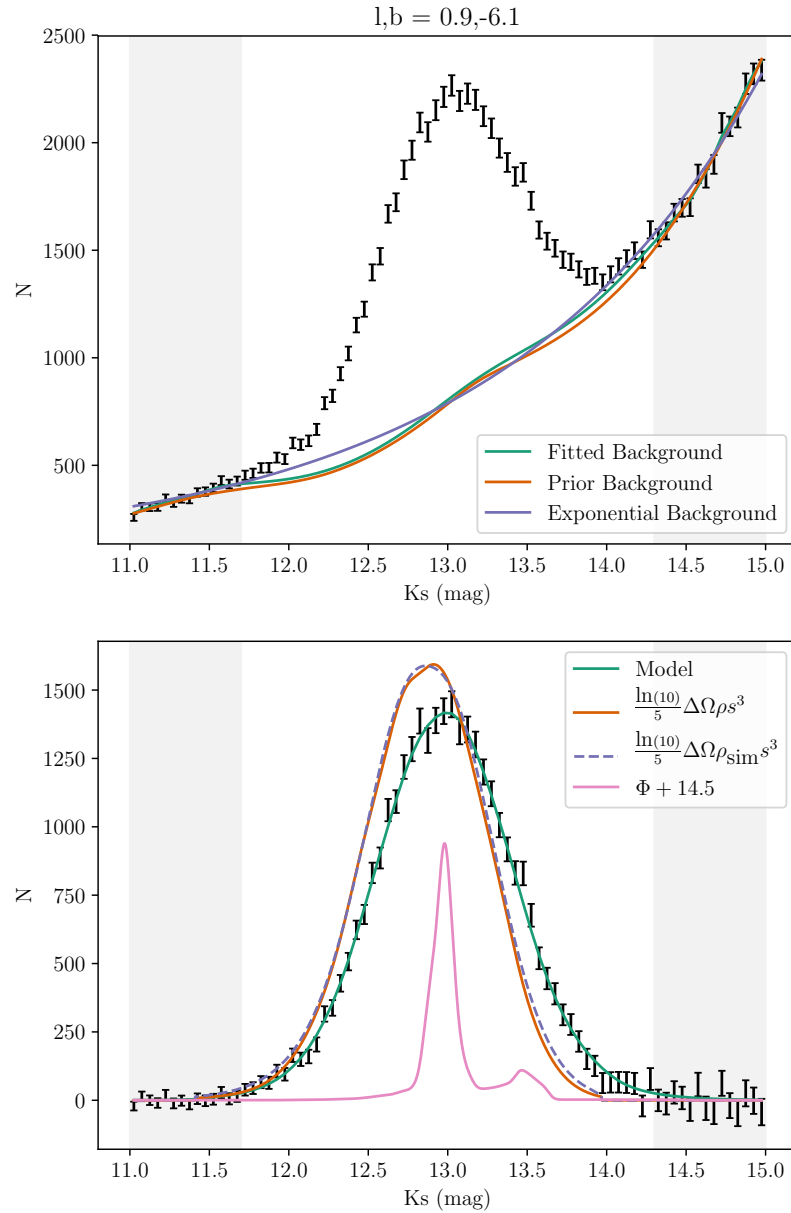 l,b = 0.9,-6.1
2500
2000
1500
1000
500
N
11.0 11.5 12.0 12.5 13.0 13.5 14.0 14.5 15.0
Ks (mag)
Fitted Background
Prior Background
Exponential Background
1500
1250
1000
750
500
250
0
N
11.0 11.5 12.0 12.5 13.0 13.5 14.0 14.5 15.0
Ks (mag)
Model
ln(10)/5 ΔΩρs³
ln(10)/5 ΔΩρ_sim s³
Φ + 14.5